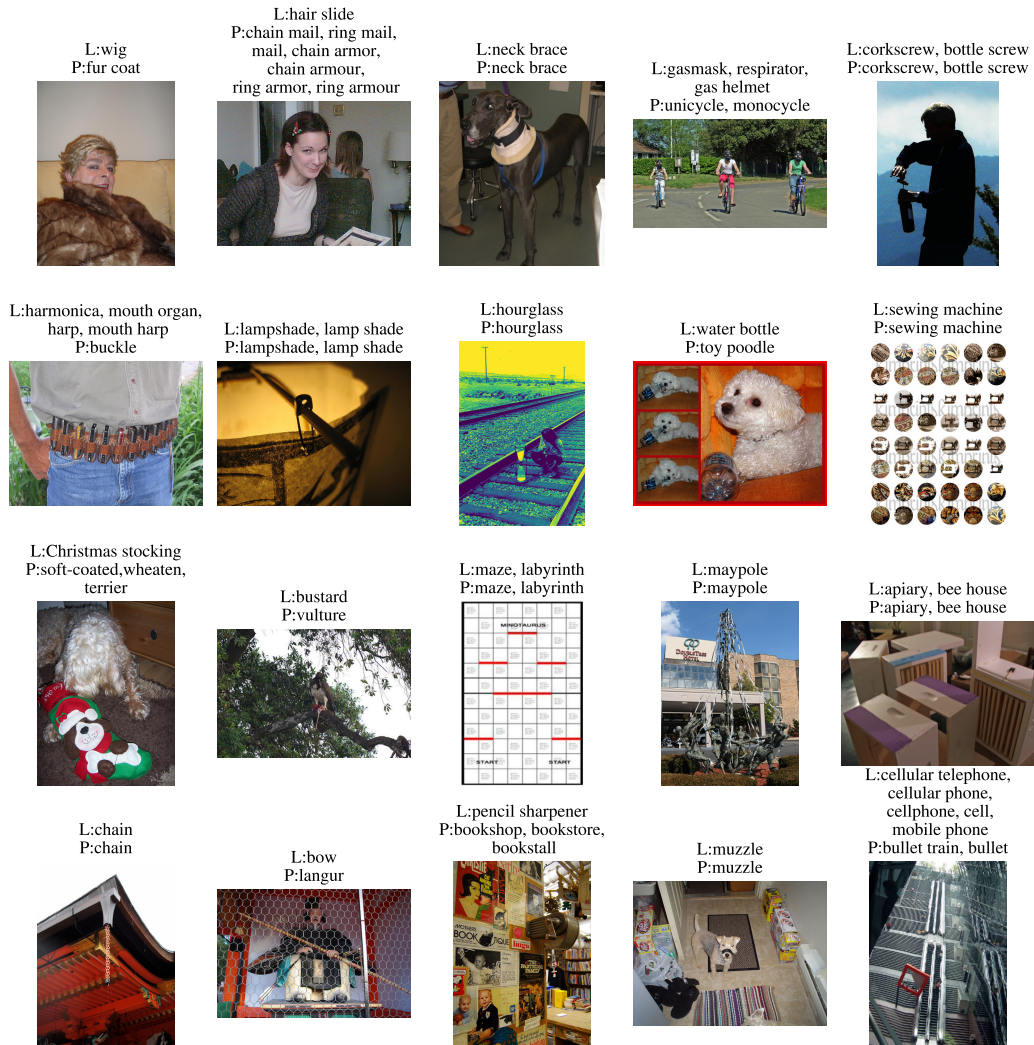 L:wig
P:fur coat
L:hair slide
P:chain mail, ring mail,
mail, chain armor,
chain armour,
ring armor, ring armour
L:neck brace
P:neck brace
L:gasmask, respirator,
gas helmet
P:unicycle, monocycle
L:corkscrew, bottle screw
P:corkscrew, bottle screw
L:harmonica, mouth organ,
harp, mouth harp
P:buckle
L:lampshade, lamp shade
P:lampshade, lamp shade
L:hourglass
P:hourglass
L:water bottle
P:toy poodle
L:sewing machine
P:sewing machine
L:Christmas stocking
P:soft-coated,wheaten,
terrier
L:bustard
P:vulture
L:maze, labyrinth
P:maze, labyrinth
MINOTAURUS
START
START
L:maypole
P:maypole
DOUBLETREE
HOTEL
L:apiary, bee house
P:apiary, bee house
L:chain
P:chain
L:bow
P:langur
L:pencil sharpener
P:bookshop, bookstore,
bookstall
BOOK
L:muzzle
P:muzzle
L:cellular telephone,
cellular phone,
cellphone, cell,
mobile phone
P:bullet train, bullet